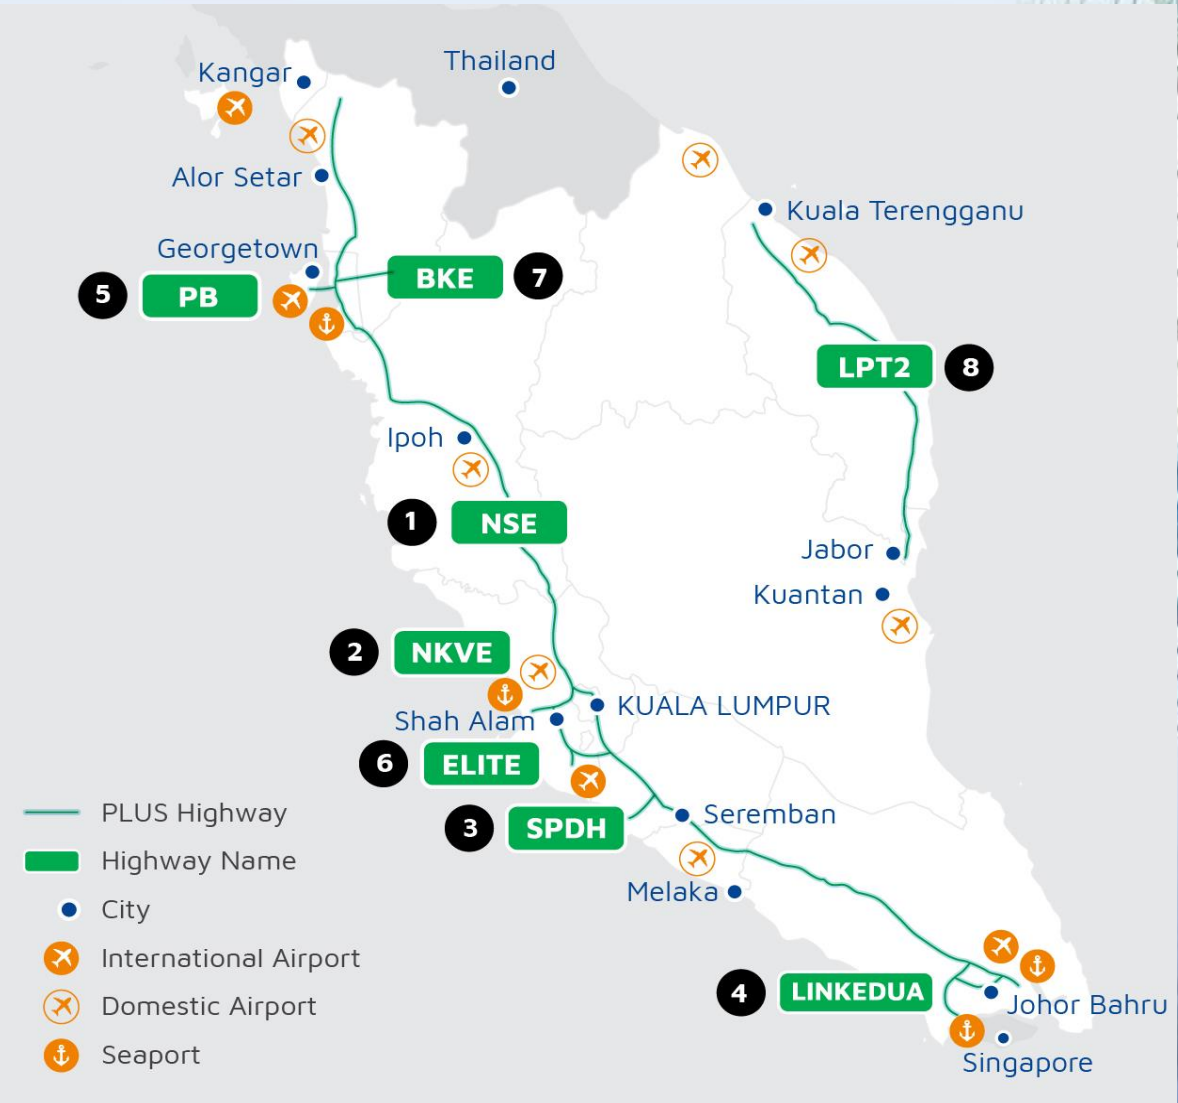 Thailand
Kangar
Alor Setar
Kuala Terengganu
Georgetown
5 PB
BKE 7
LPT2 8
Ipoh
1 NSE
Jabor
Kuantan
2 NKVE
KUALA LUMPUR
Shah Alam
6 ELITE
3 SPDH
Seremban
Melaka
4 LINKEDUA
Johor Bahru
Singapore
PLUS Highway
Highway Name
City
International Airport
Domestic Airport
Seaport